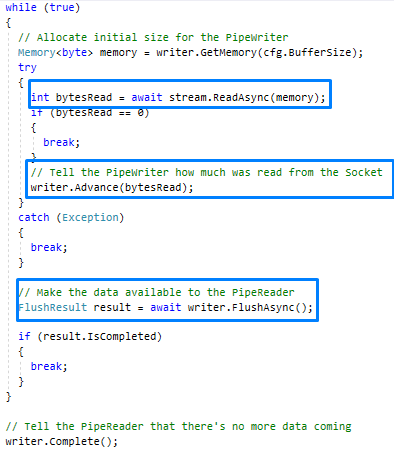 while (true)
{
// Allocate initial size for the PipeWriter
Memory<byte> memory = writer.GetMemory(cfg.BufferSize);
try
{
int bytesRead = await stream.ReadAsync(memory);
if (bytesRead == 0)
{
break;
}
// Tell the PipeWriter how much was read from the Socket
writer.Advance(bytesRead);
}
catch (Exception)
{
break;
}
// Make the data available to the PipeReader
FlushResult result = await writer.FlushAsync();
if (result.IsCompleted)
{
break;
}
}
// Tell the PipeReader that there's no more data coming
writer.Complete();